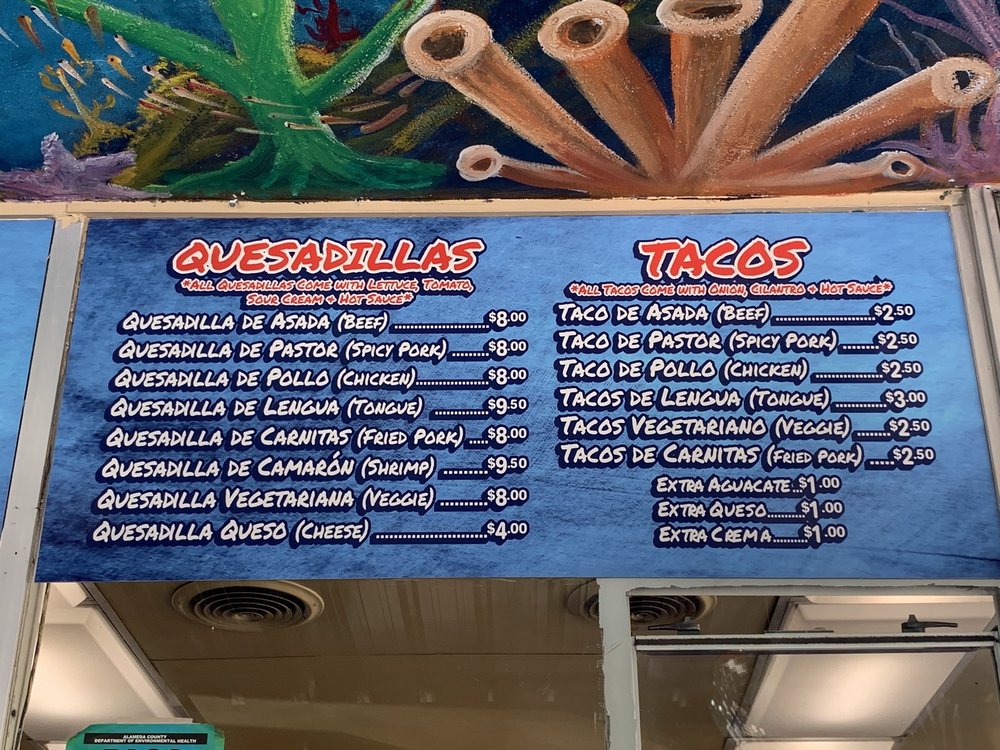 QUESADILLAS
*ALL QUESADILLAS COME WITH LETTUCE, TOMATO,
SOUR CREAM + HOT SAUCE*
QUESADILLA DE ASADA (BEEF) ....................$8.00
QUESADILLA DE PASTOR (SPICY PORK) ........$8.00
QUESADILLA DE POLLO (CHICKEN)....................$8.00
QUESADILLA DE LENGUA (TONGUE) ................$9.50
QUESADILLA DE CARNITAS (FRIED PORK) .....$8.00
QUESADILLA DE CAMARÓN (SHRIMP) .........$9.50
QUESADILLA VEGETARIANA (VEGGIE) ..........$8.00
QUESADILLA QUESO (CHEESE) ........................$4.00
TACOS
*ALL TACOS COME WITH ONION, CILANTRO + HOT SAUCE*
TACO DE ASADA (BEEF) ......................$2.50
TACO DE PASTOR (SPICY PORK) .......$2.50
TACO DE POLLO (CHICKEN) ................$2.50
TACOS DE LENGUA (TONGUE) ............$3.00
TACOS VEGETARIANO (VEGGIE) .......$2.50
TACOS DE CARNITAS (FRIED PORK) .....$2.50
EXTRA AGUACATE..$1.00
EXTRA QUESO........$1.00
EXTRA CREMA.......$1.00
ALAMEDA COUNTY
DEPARTMENT OF ENVIRONMENTAL HEALTH